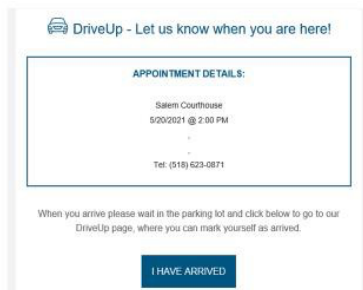 DriveUp - Let us know when you are here!
APPOINTMENT DETAILS:
Salem Courthouse
5/20/2021 @ 2:00 PM
.
.
Tel: (518) 623-0871
When you arrive please wait in the parking lot and click below to go to our
DriveUp page, where you can mark yourself as arrived.
I HAVE ARRIVED